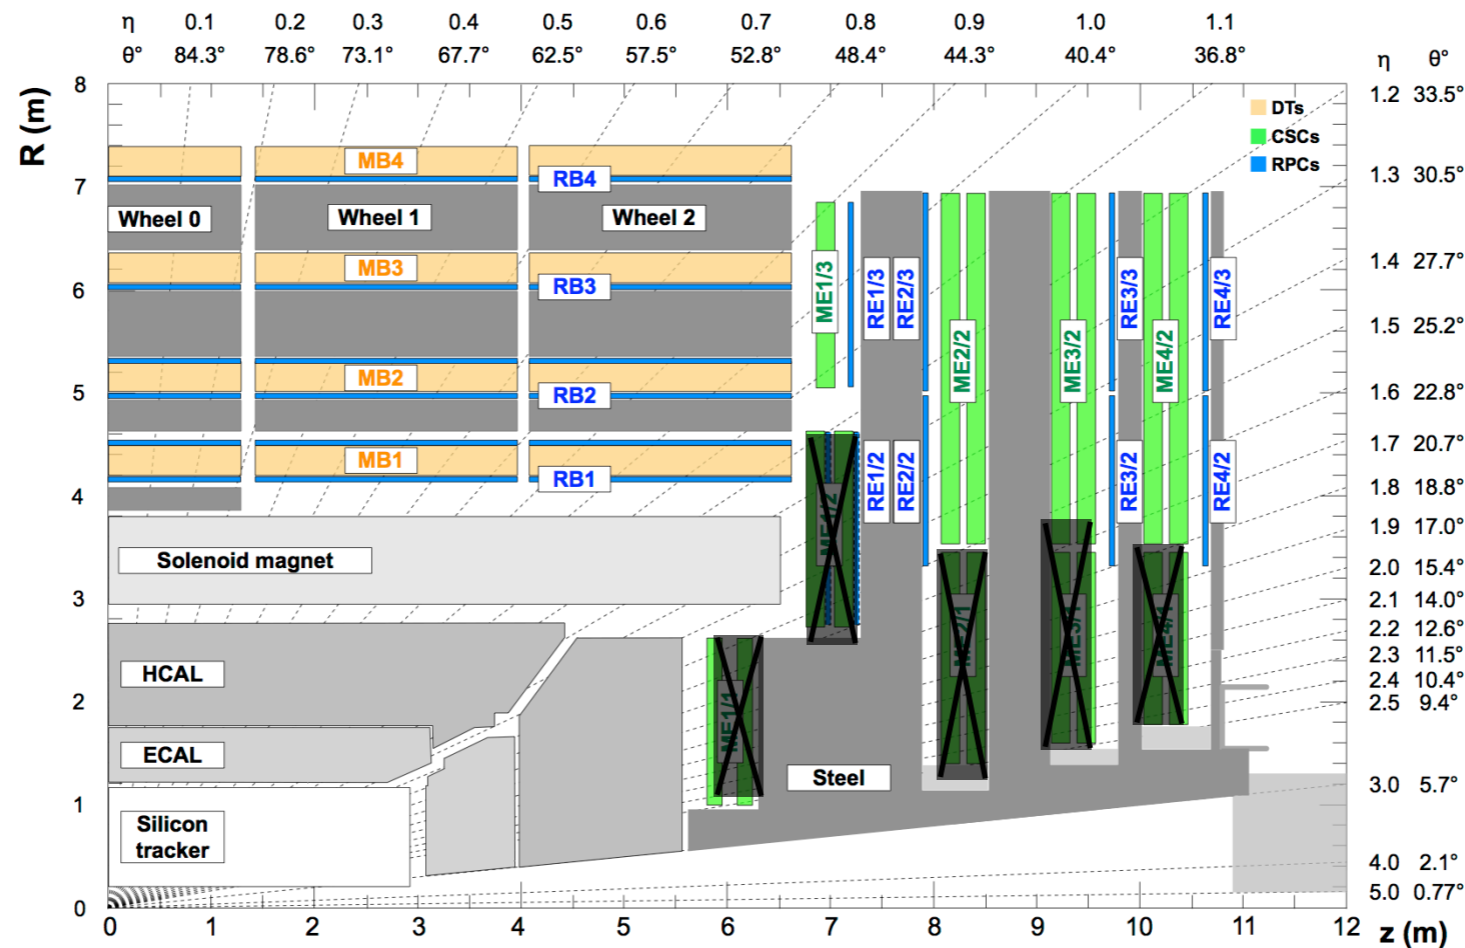 η 0.1 0.2 0.3 0.4 0.5 0.6 0.7 0.8 0.9 1.0 1.1
θ° 84.3° 78.6° 73.1° 67.7° 62.5° 57.5° 52.8° 48.4° 44.3° 40.4° 36.8° η θ°
R (m)
8
7
6
5
4
3
2
1
0
1.2 33.5°
1.3 30.5°
1.4 27.7°
1.5 25.2°
1.6 22.8°
1.7 20.7°
1.8 18.8°
1.9 17.0°
2.0 15.4°
2.1 14.0°
2.2 12.6°
2.3 11.5°
2.4 10.4°
2.5 9.4°
3.0 5.7°
4.0 2.1°
5.0 0.77°
DTs
CSCs
RPCs
MB4
RB4
Wheel 0
Wheel 1
Wheel 2
MB3
RB3
MB2
RB2
MB1
RB1
Solenoid magnet
HCAL
ECAL
Silicon
tracker
Steel
ME1/3
RE1/3
RE2/3
ME2/2
ME3/2
RE3/3
ME4/2
RE4/3
RE1/2
RE2/2
RE3/2
RE4/2
ME1/1
ME2/1
ME3/1
ME4/1
0 1 2 3 4 5 6 7 8 9 10 11 12
z (m)